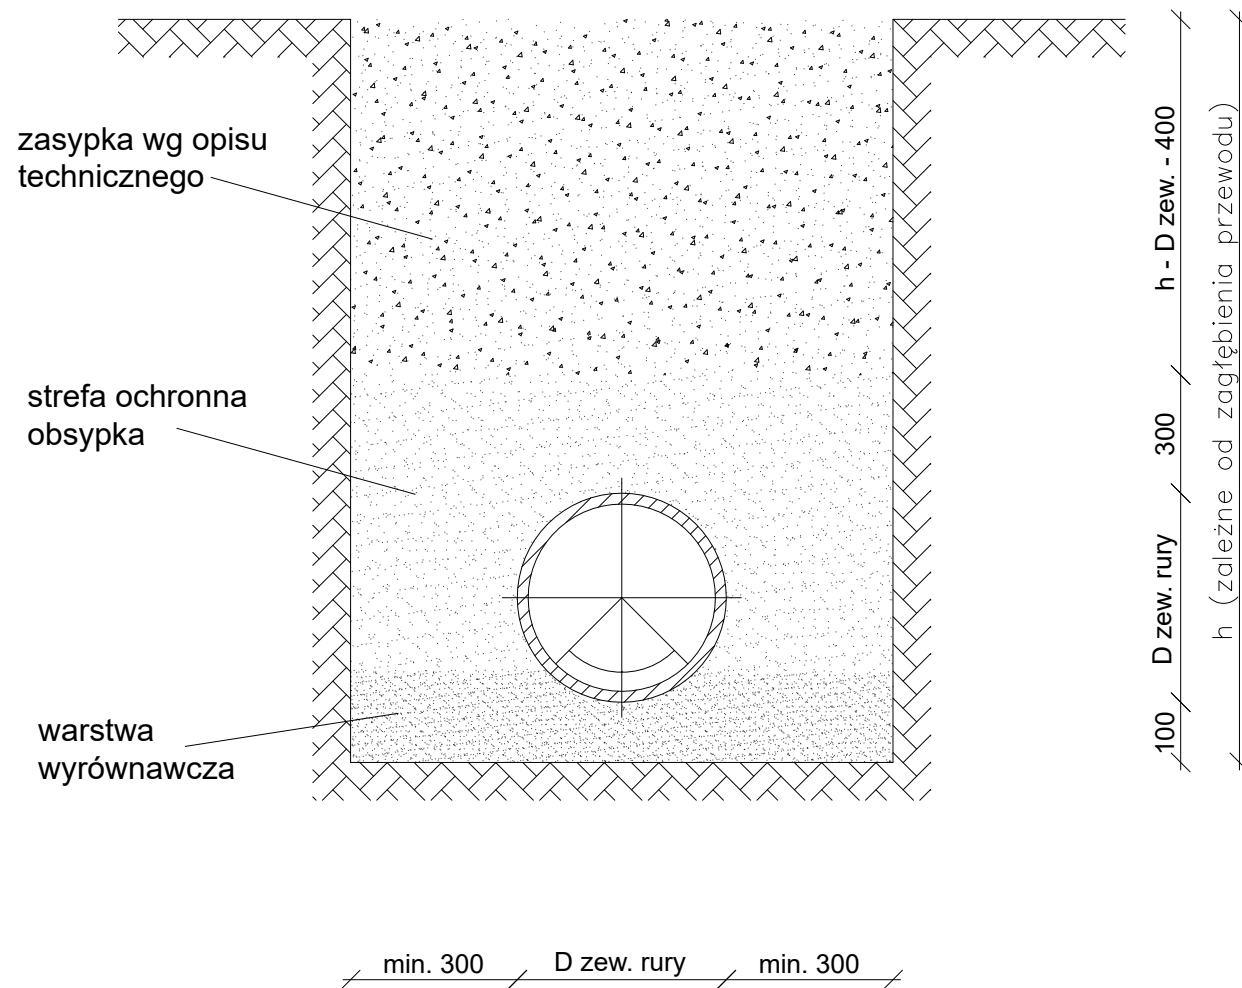 zasypka wg opisu
technicznego
strefa ochronna
obsypka
warstwa
wyrównawcza
h - D zew. - 400
300
D zew. rury
100
h (zależne od zagłębienia przewodu)
min. 300
D zew. rury
min. 300